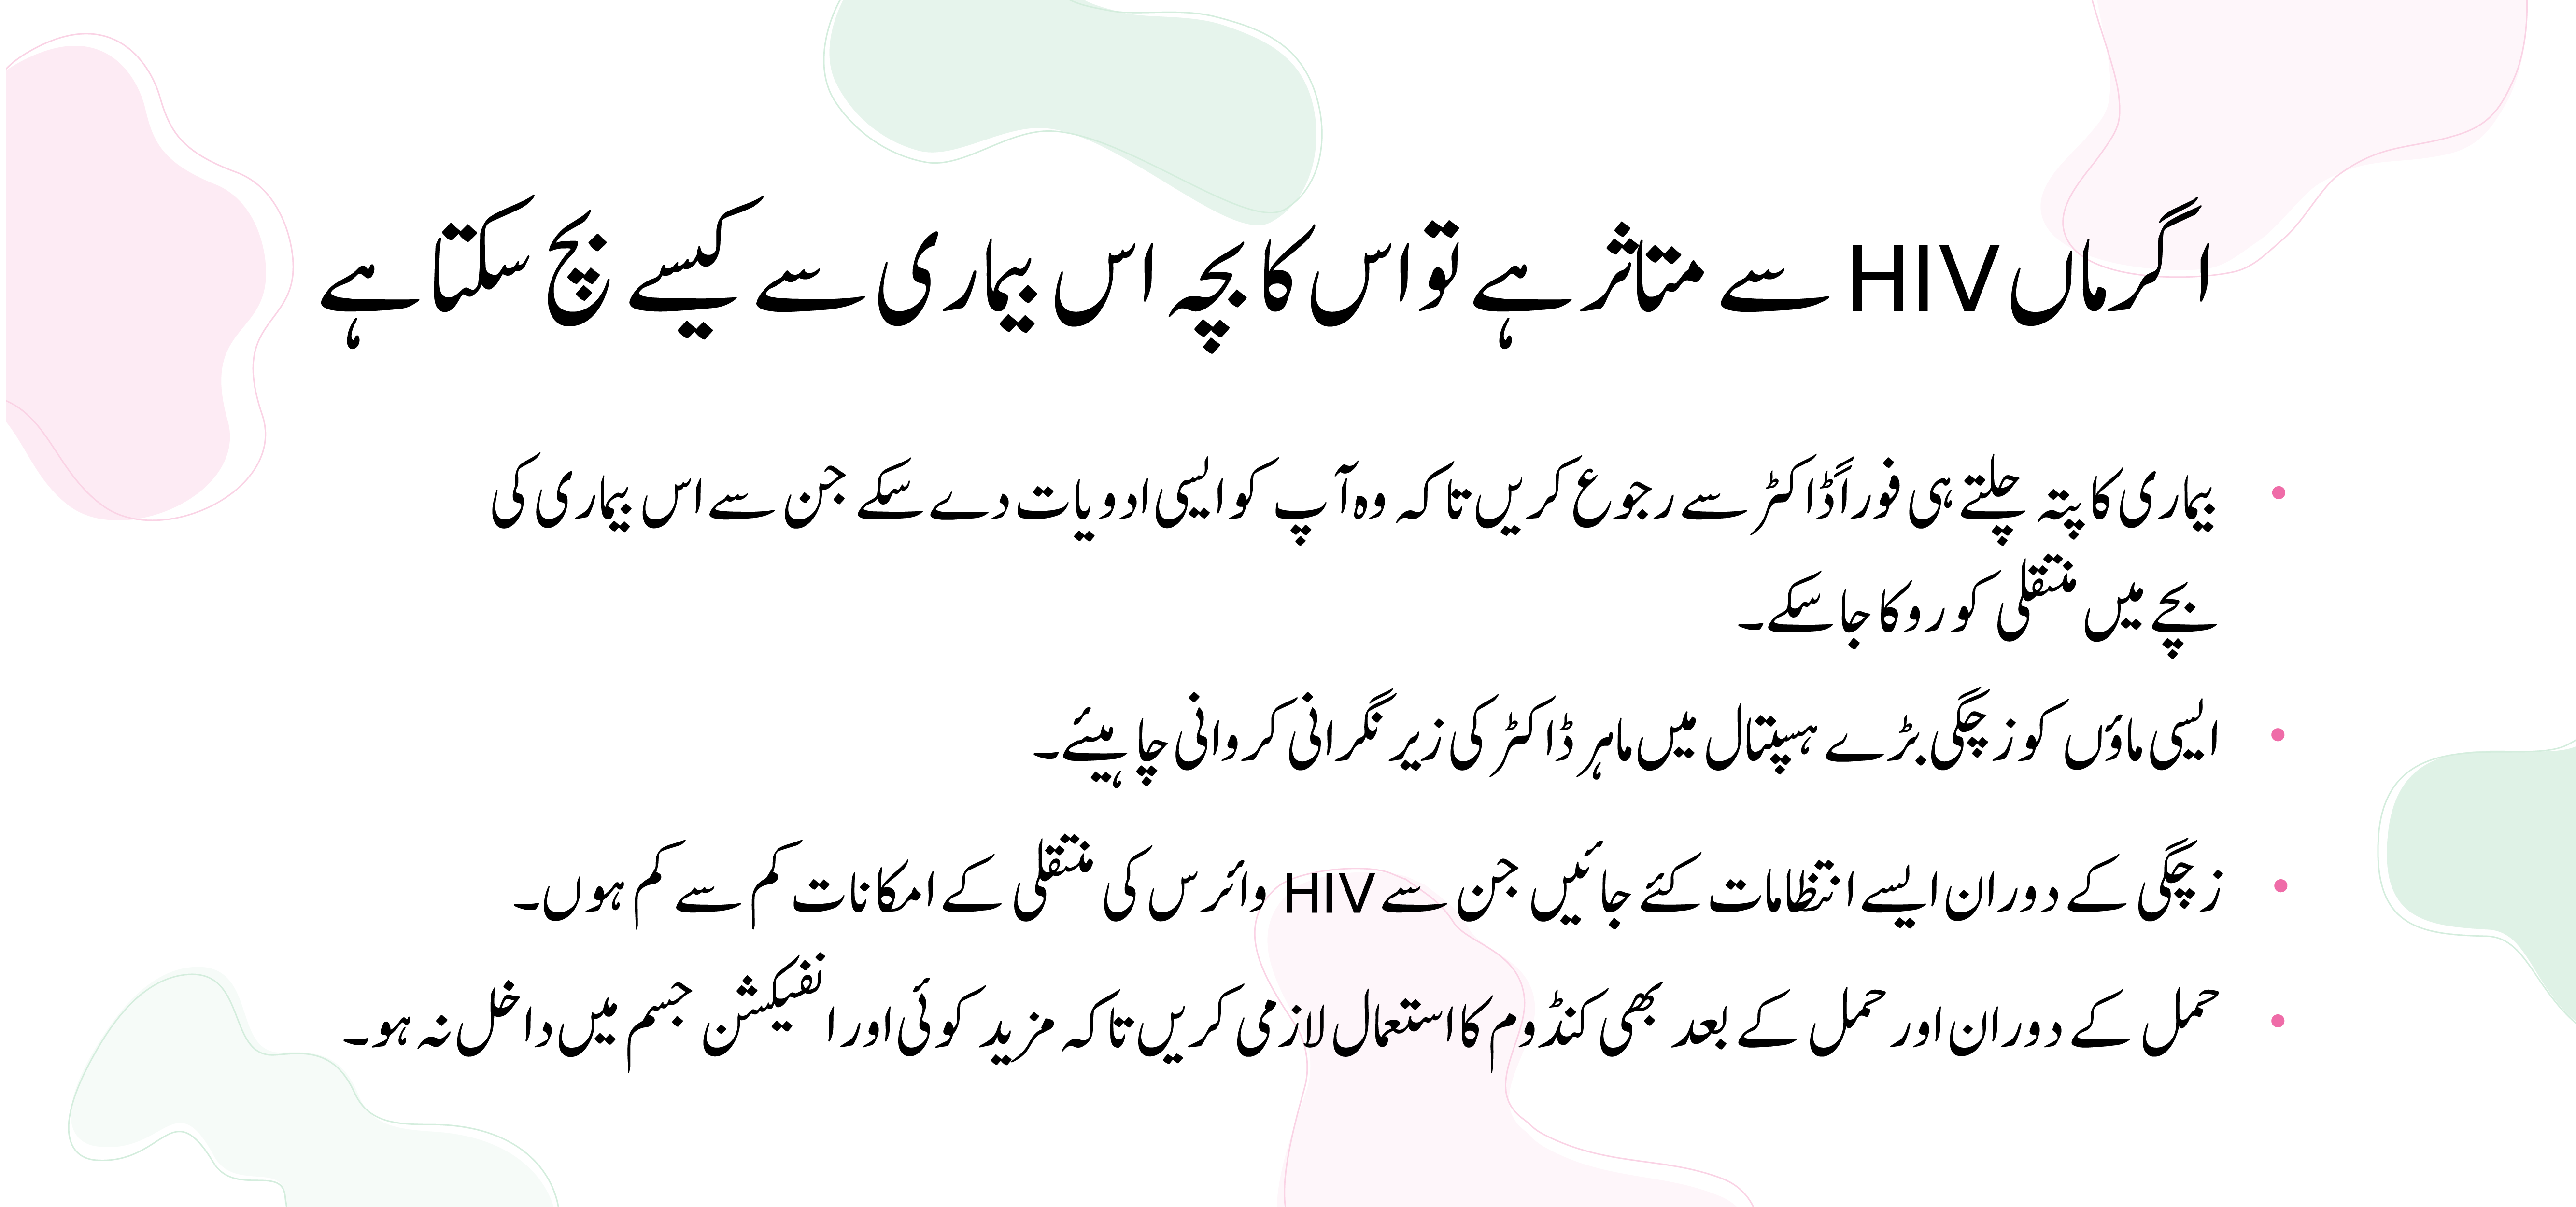 اگر ماں HIV سے متاثر ہے تو اس کا بچہ اس بیماری سے کیسے بچ سکتا ہے
• بیماری کا پتہ چلتے ہی فوراً ڈاکٹر سے رجوع کریں تاکہ وہ آپ کو ایسی ادویات دے سکے جن سے اس بیماری کی
بچے میں منتقلی کو روکا جا سکے۔
• ایسی ماؤں کو زچگی بڑے ہسپتال میں ماہر ڈاکٹر کی زیر نگرانی کروانی چاہیئے۔
• زچگی کے دوران ایسے انتظامات کئے جائیں جن سے HIV وائرس کی منتقلی کے امکانات کم سے کم ہوں۔
• حمل کے دوران اور حمل کے بعد بھی کنڈوم کا استعمال لازمی کریں تاکہ مزید کوئی اور انفیکشن جسم میں داخل نہ ہو۔